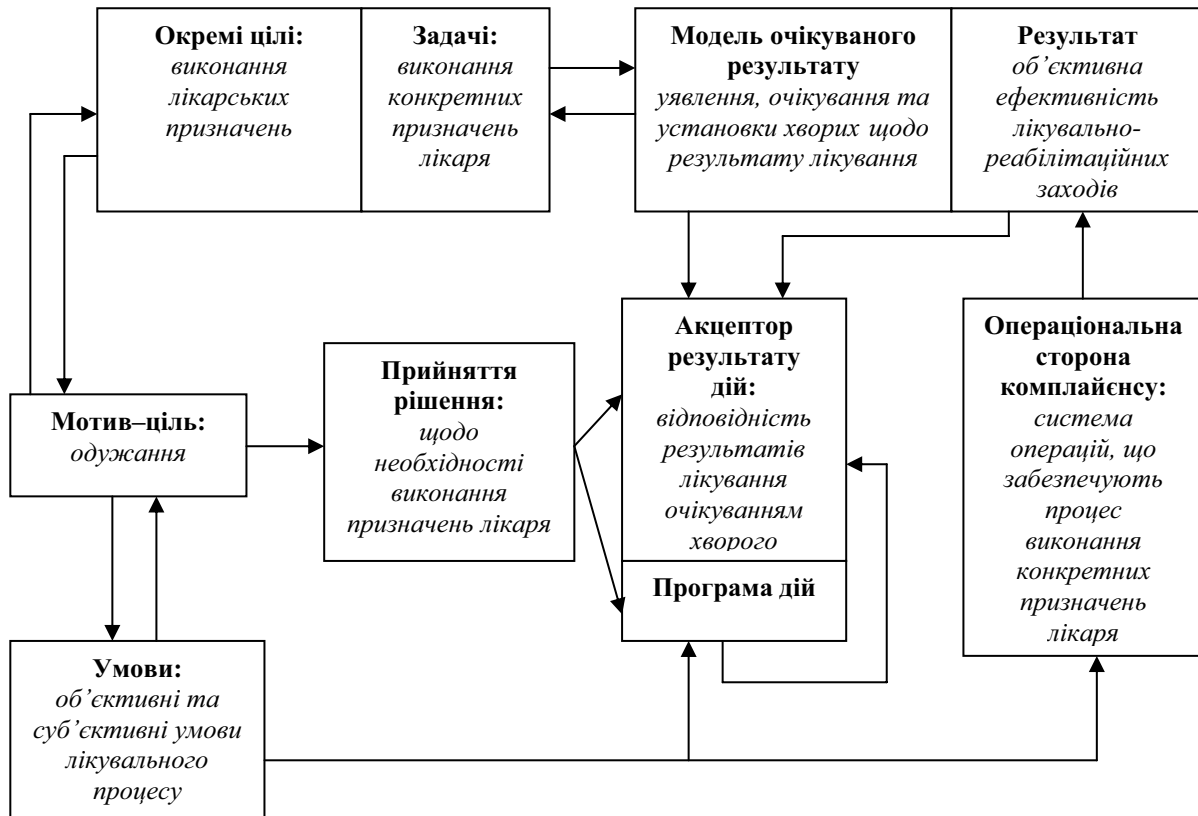 Окремі цілі:
виконання
лікарських
призначень
Задачі:
виконання
конкретних
призначень
лікаря
Модель очікуваного
результату
уявлення, очікування та
установки хворих щодо
результату лікування
Результат
об’єктивна
ефективність
лікувально-
реабілітаційних
заходів
Мотив–ціль:
одужання
Прийняття
рішення:
щодо
необхідності
виконання
призначень лікаря
Акцептор
результату
дій:
відповідність
результатів
лікування
очікуванням
хворого
Програма дій
Операціональна
сторона
комплайєнсу:
система
операцій, що
забезпечують
процес
виконання
конкретних
призначень
лікаря
Умови:
об’єктивні та
суб’єктивні умови
лікувального
процесу